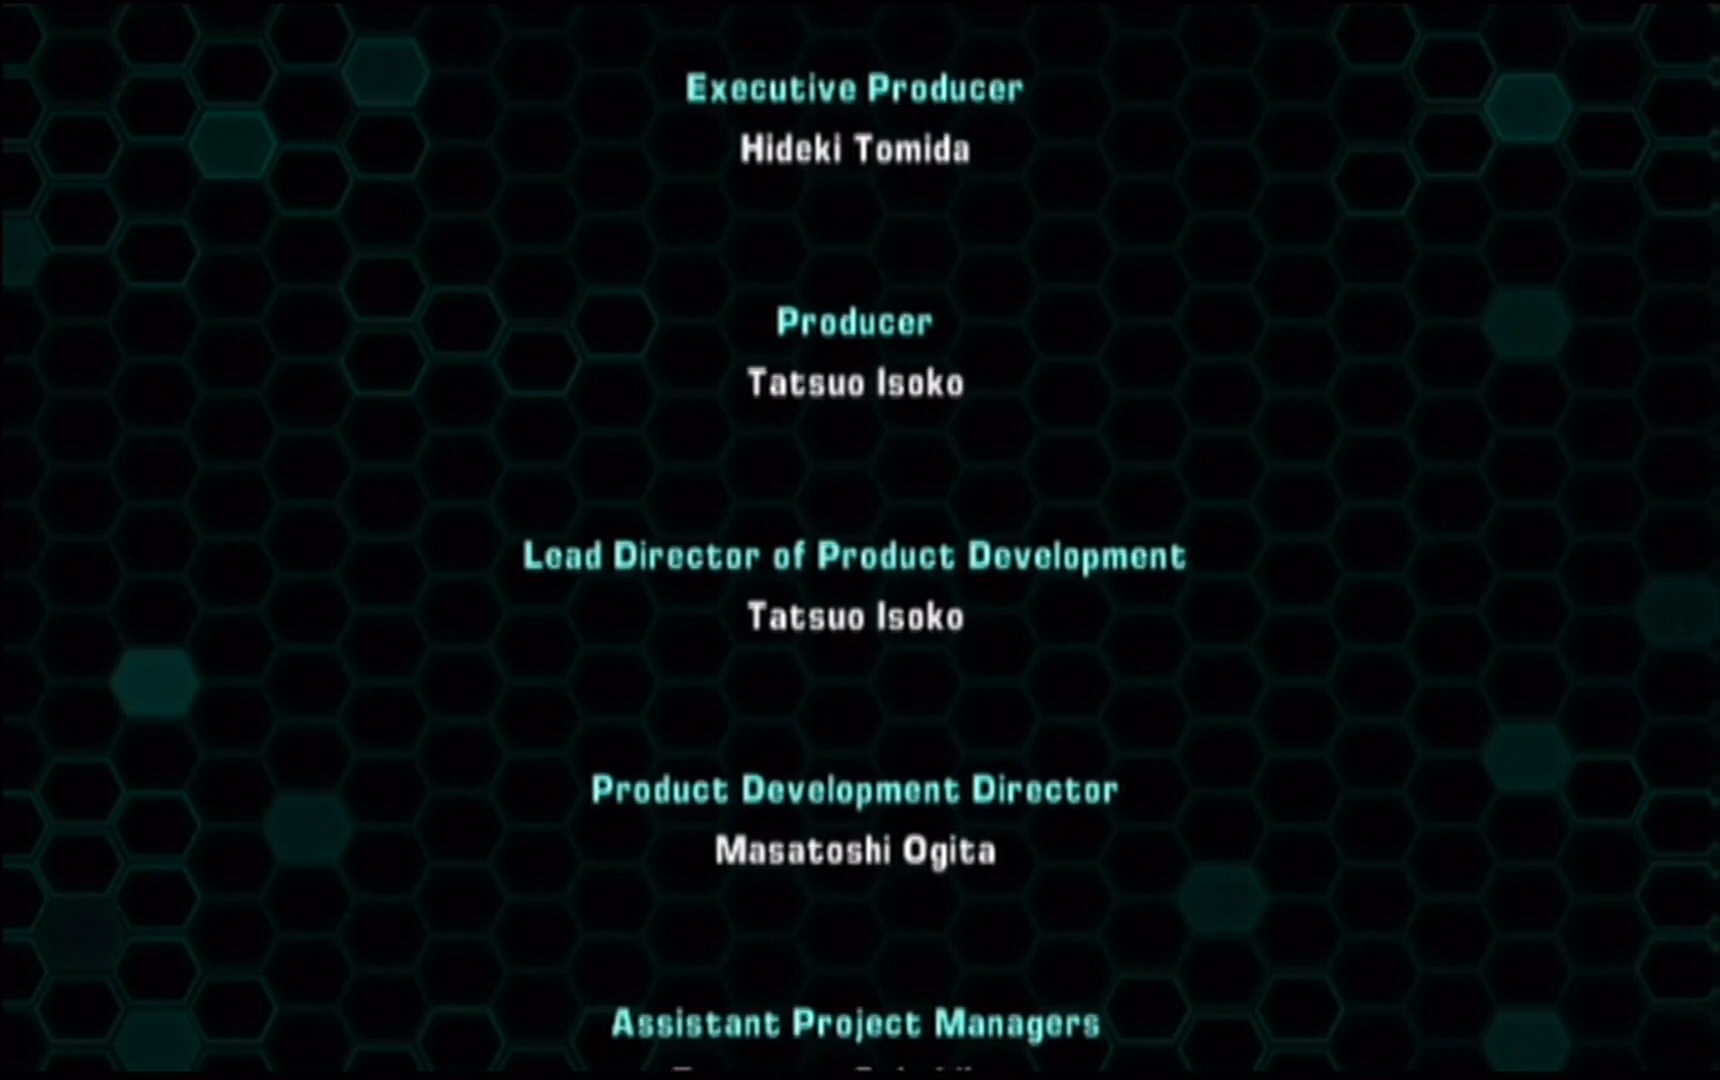 Executive Producer
Hideki Tomida
Producer
Tatsuo Isoko
Lead Director of Product Development
Tatsuo Isoko
Product Development Director
Masatoshi Ogita
Assistant Project Managers